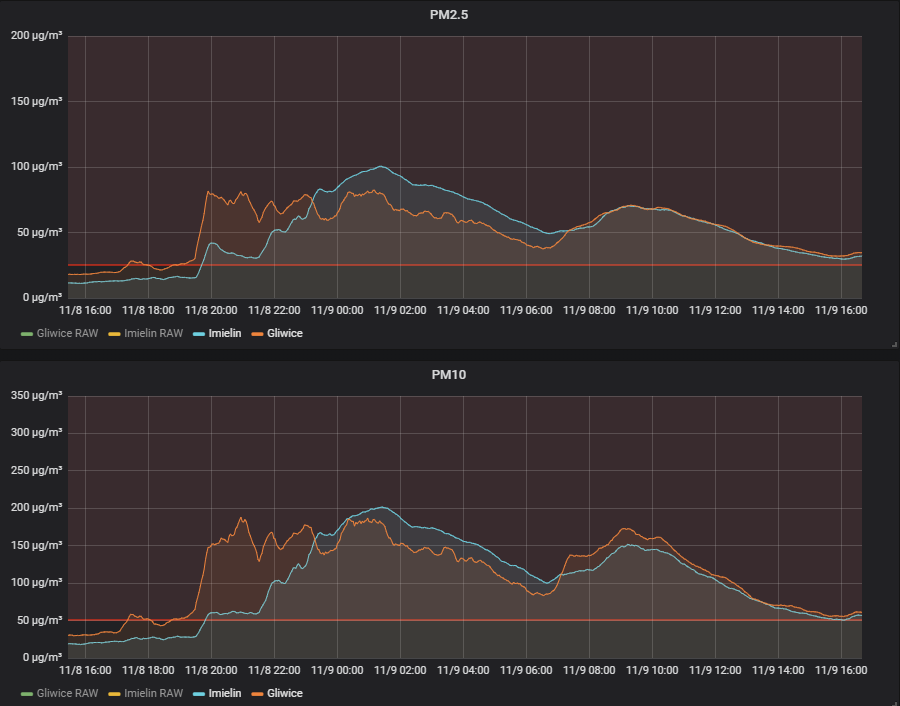 PM2.5
200 µg/m³
150 µg/m³
100 µg/m³
50 µg/m³
0 µg/m³
11/8 16:00 11/8 18:00 11/8 20:00 11/8 22:00 11/9 00:00 11/9 02:00 11/9 04:00 11/9 06:00 11/9 08:00 11/9 10:00 11/9 12:00 11/9 14:00 11/9 16:00
Gliwice RAW Imielin RAW Imielin Gliwice
PM10
350 µg/m³
300 µg/m³
250 µg/m³
200 µg/m³
150 µg/m³
100 µg/m³
50 µg/m³
0 µg/m³
11/8 16:00 11/8 18:00 11/8 20:00 11/8 22:00 11/9 00:00 11/9 02:00 11/9 04:00 11/9 06:00 11/9 08:00 11/9 10:00 11/9 12:00 11/9 14:00 11/9 16:00
Gliwice RAW Imielin RAW Imielin Gliwice